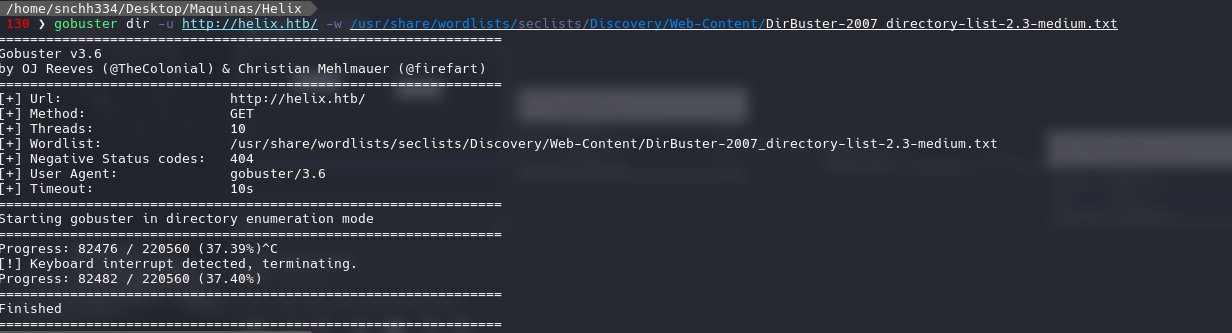 /home/snchh334/Desktop/Maquinas/Helix
130 ❯ gobuster dir -u http://helix.htb/ -w /usr/share/wordlists/seclists/Discovery/Web-Content/DirBuster-2007_directory-list-2.3-medium.txt
===============================================================
Gobuster v3.6
by OJ Reeves (@TheColonial) & Christian Mehlmauer (@firefart)
===============================================================
[+] Url:                     http://helix.htb/
[+] Method:                  GET
[+] Threads:                 10
[+] Wordlist:                /usr/share/wordlists/seclists/Discovery/Web-Content/DirBuster-2007_directory-list-2.3-medium.txt
[+] Negative Status codes:   404
[+] User Agent:              gobuster/3.6
[+] Timeout:                 10s
===============================================================
Starting gobuster in directory enumeration mode
===============================================================
Progress: 82476 / 220560 (37.39%)^C
[!] Keyboard interrupt detected, terminating.
Progress: 82482 / 220560 (37.40%)
===============================================================
Finished
===============================================================